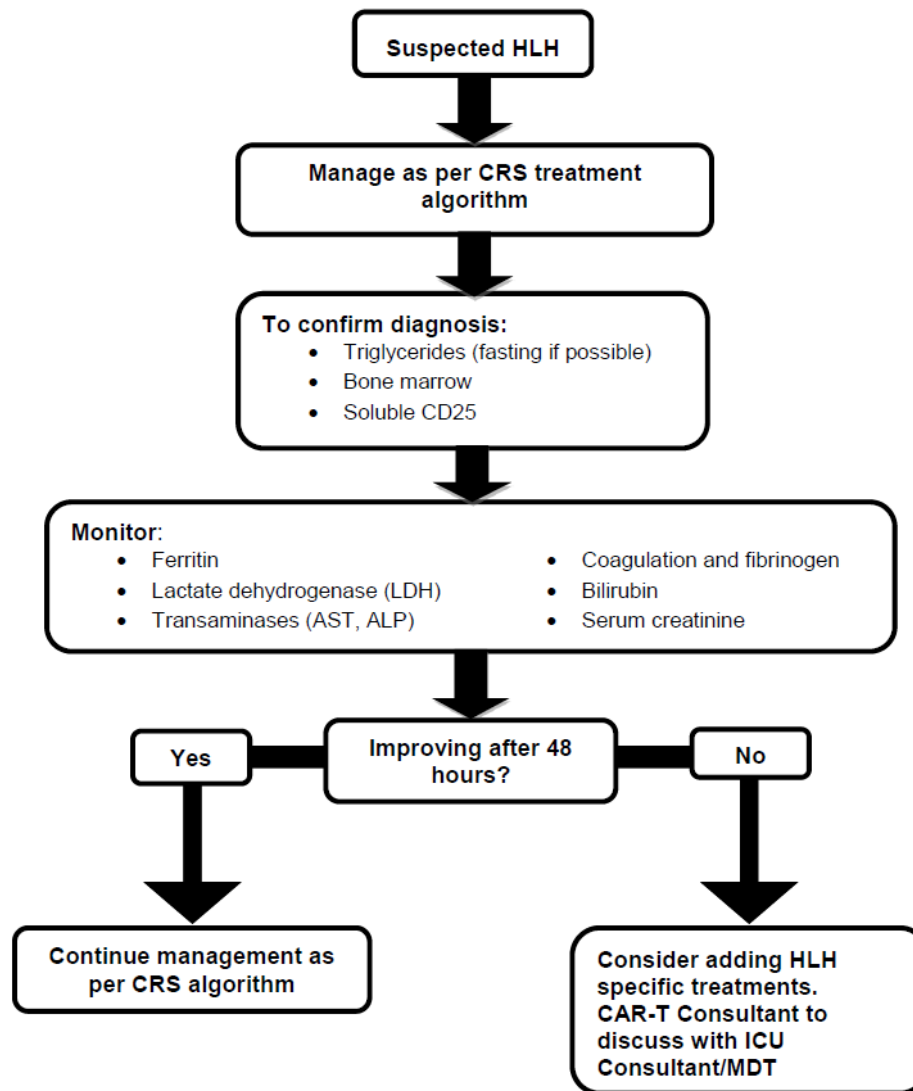 Suspected HLH
Manage as per CRS treatment
algorithm
To confirm diagnosis:
• Triglycerides (fasting if possible)
• Bone marrow
• Soluble CD25
Monitor:
• Ferritin
• Lactate dehydrogenase (LDH)
• Transaminases (AST, ALP)
• Coagulation and fibrinogen
• Bilirubin
• Serum creatinine
Improving after 48
hours?
Yes
No
Continue management as
per CRS algorithm
Consider adding HLH
specific treatments.
CAR-T Consultant to
discuss with ICU
Consultant/MDT